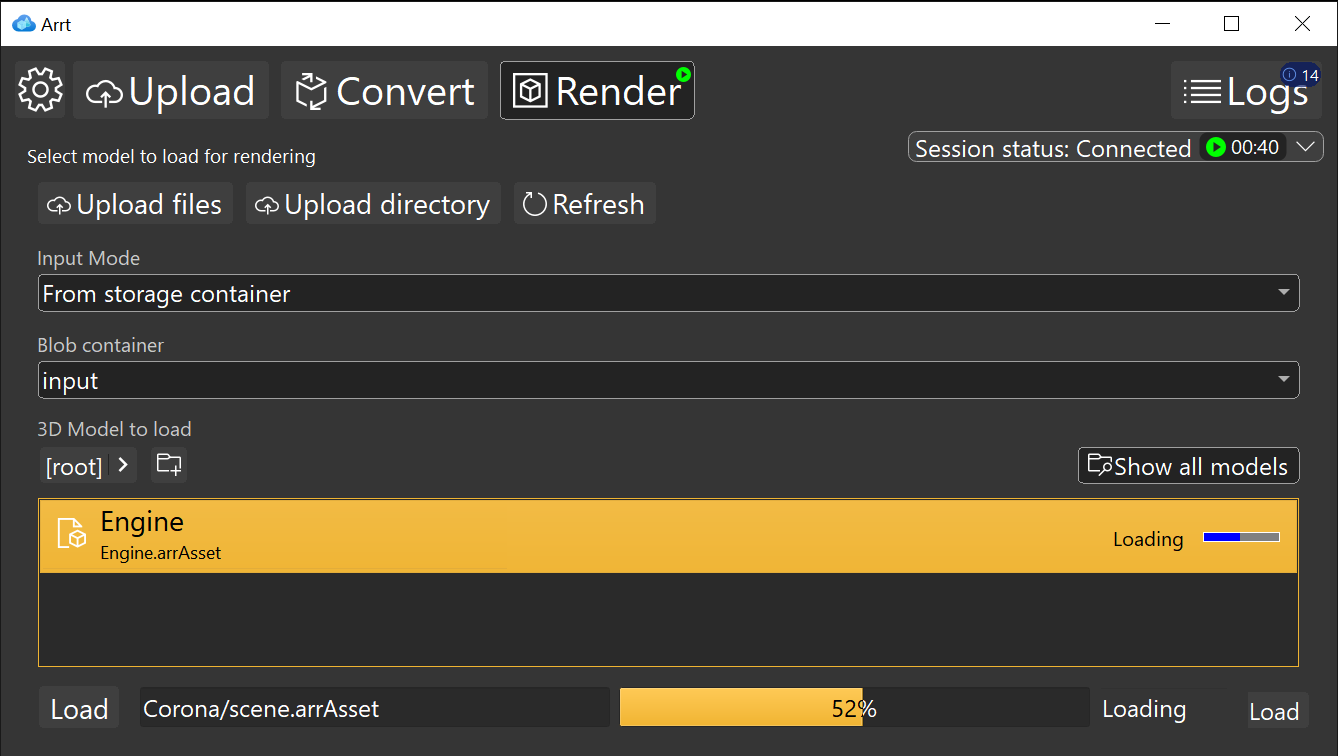 Arrt
Upload Convert Render Logs 14
Select model to load for rendering
Session status: Connected 00:40
Upload files Upload directory Refresh
Input Mode
From storage container
Blob container
input
3D Model to load
[root] Show all models
Engine
Engine.arrAsset
Loading
Load Corona/scene.arrAsset 52% Loading Load